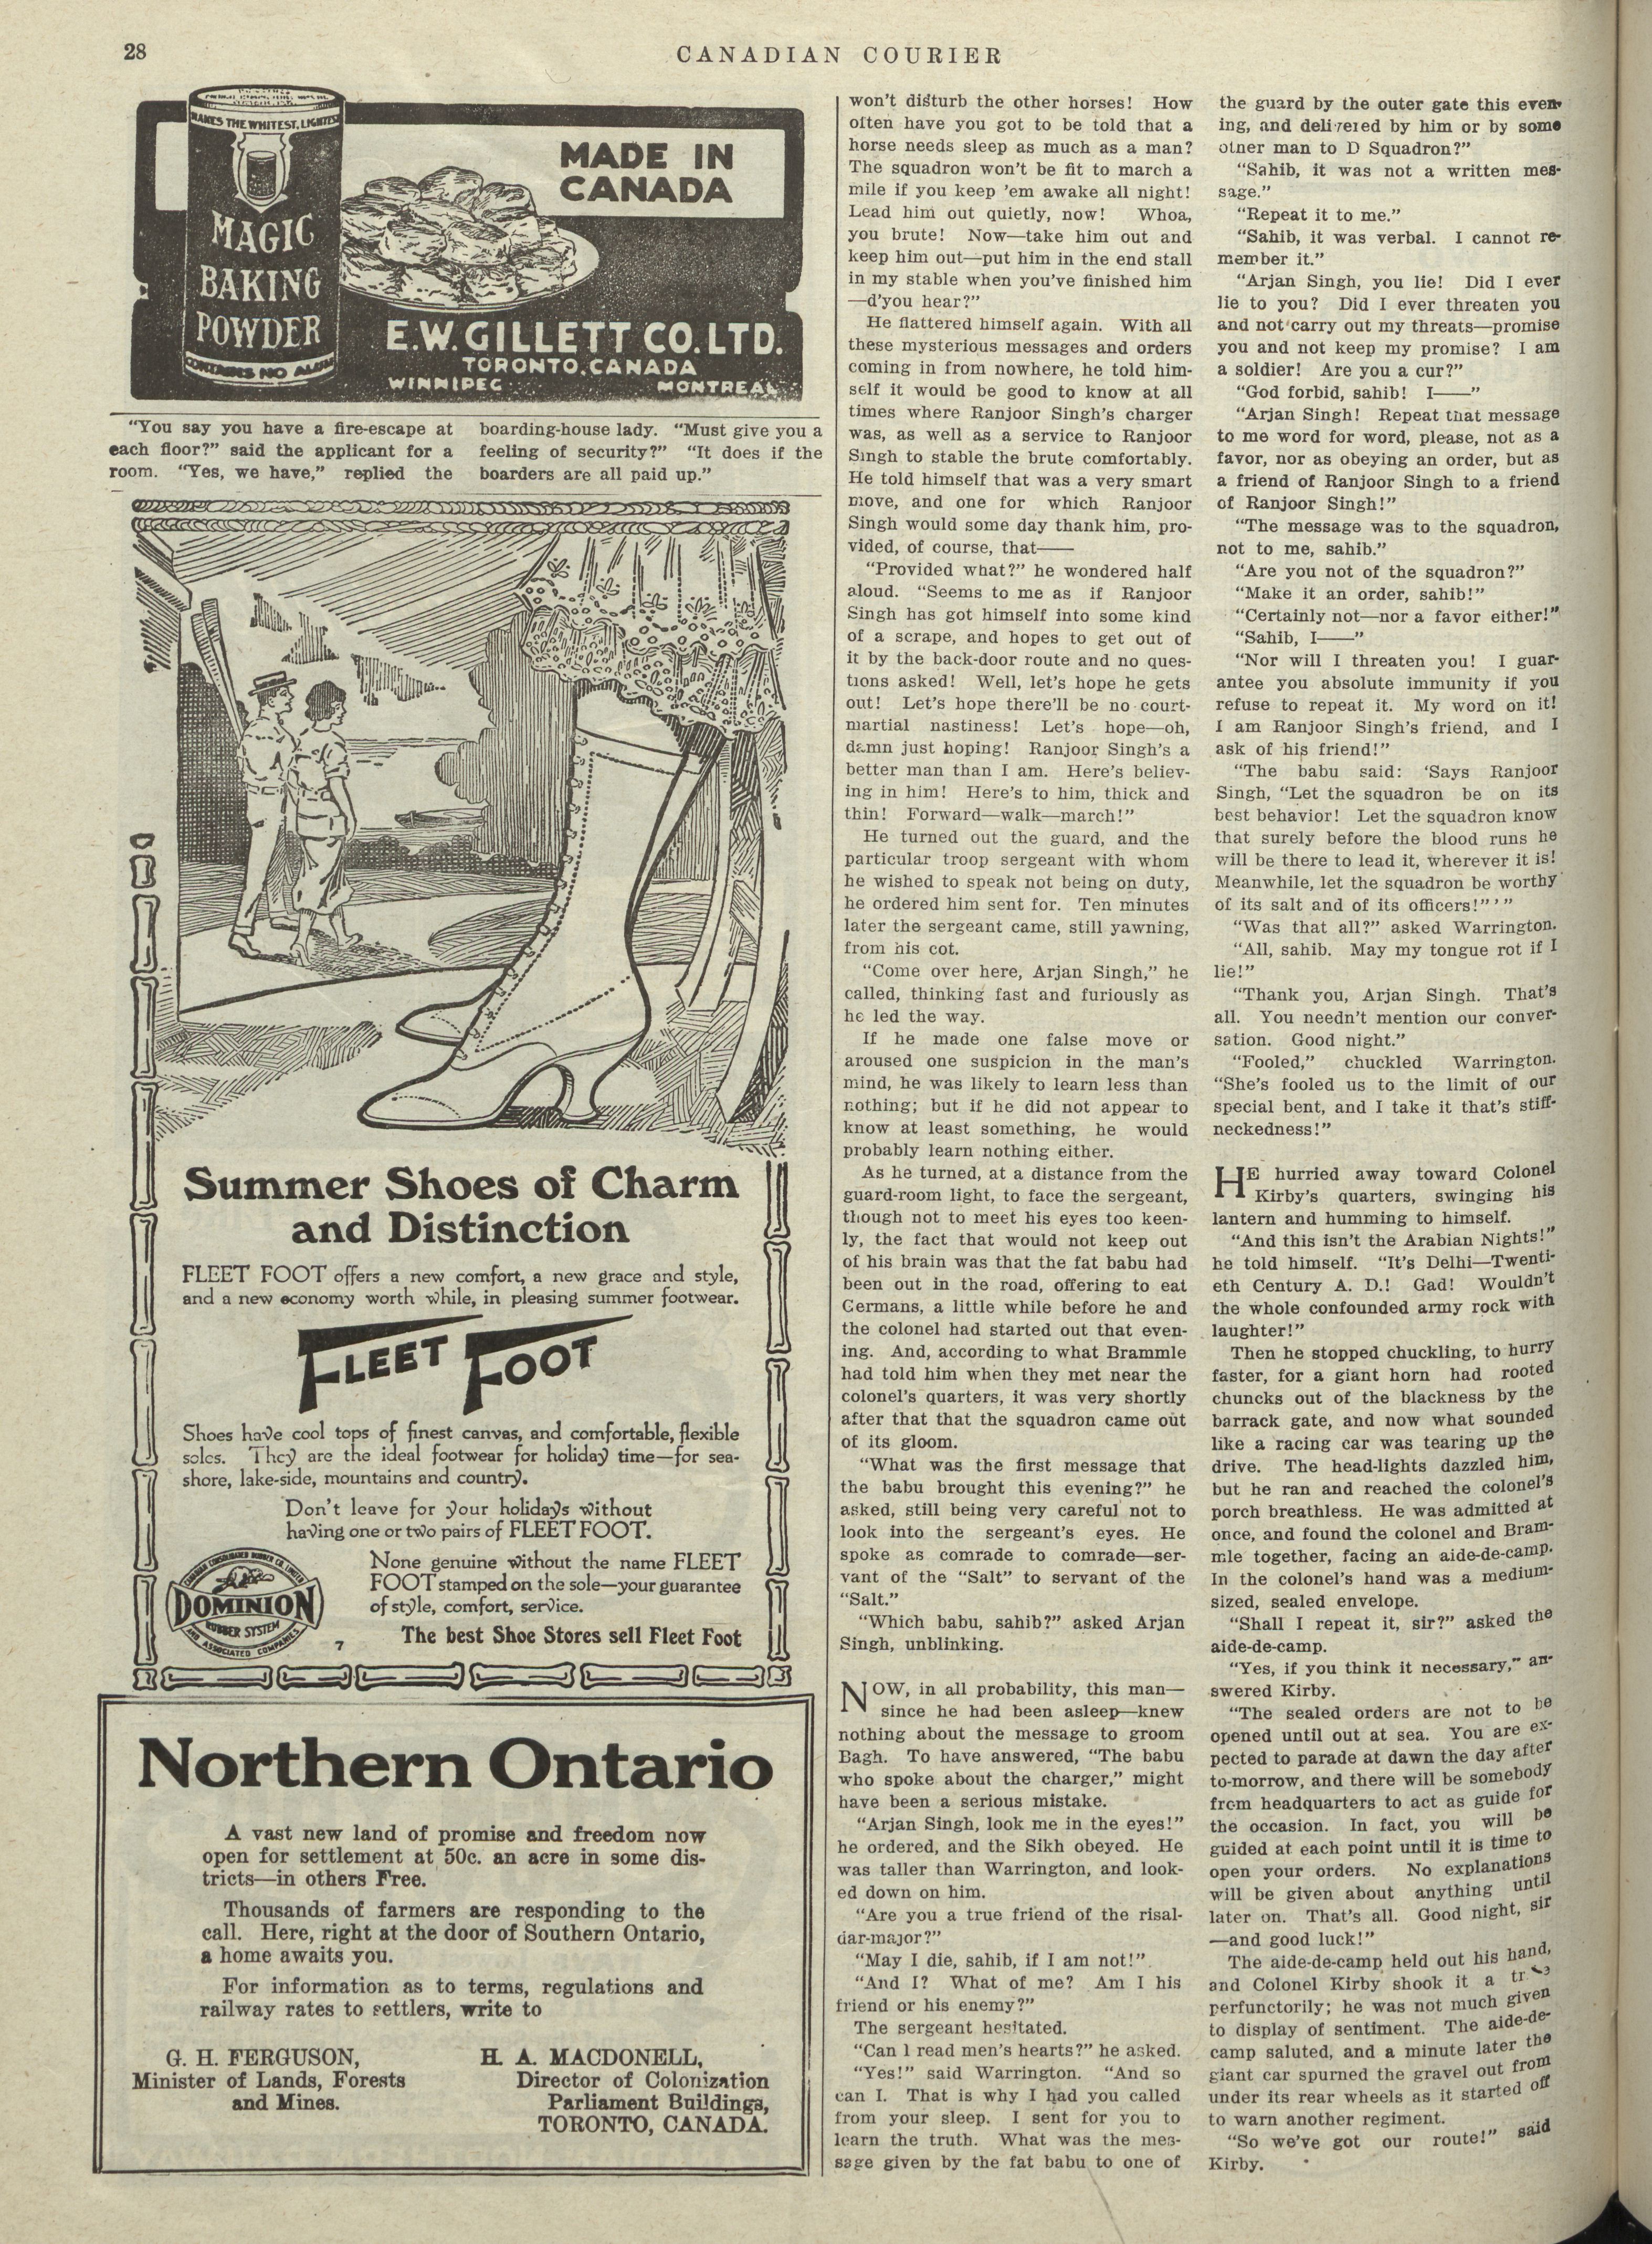 28
CANADIAN COURIER
MAKES THE WHITEST, LIGHTEST
MAGIC
BAKING
POWDER
CONTAINS NO ALUM
MADE IN
CANADA
E.W. GILLETT CO. LTD.
TORONTO, CANADA
WINNIPEG MONTREAL
“You say you have a fire-escape at
each floor?” said the applicant for a
room. “Yes, we have,” replied the
boarding-house lady. “Must give you a
feeling of security?” “It does if the
boarders are all paid up.”
Summer Shoes of Charm
and Distinction
FLEET FOOT offers a new comfort, a new grace and style,
and a new economy worth while, in pleasing summer footwear.
FLEET FOOT
Shoes have cool tops of finest canvas, and comfortable, flexible
soles. They are the ideal footwear for holiday time—for sea-
shore, lake-side, mountains and country.
Don't leave for your holidays without
having one or two pairs of FLEET FOOT.
CANADIAN CONSOLIDATED RUBBER CO. LIMITED
DOMINION
RUBBER SYSTEM
AND ASSOCIATED COMPANIES
None genuine without the name FLEET
FOOT stamped on the sole—your guarantee
of style, comfort, service.
7
The best Shoe Stores sell Fleet Foot
Northern Ontario
A vast new land of promise and freedom now
open for settlement at 50c. an acre in some dis-
tricts—in others Free.
Thousands of farmers are responding to the
call. Here, right at the door of Southern Ontario,
a home awaits you.
For information as to terms, regulations and
railway rates to settlers, write to
G. H. FERGUSON,
Minister of Lands, Forests
and Mines.
H. A. MACDONELL,
Director of Colonization
Parliament Buildings,
TORONTO, CANADA.
won't disturb the other horses! How
often have you got to be told that a
horse needs sleep as much as a man?
The squadron won't be fit to march a
mile if you keep 'em awake all night!
Lead him out quietly, now! Whoa,
you brute! Now—take him out and
keep him out—put him in the end stall
in my stable when you've finished him
—d'you hear?”
He flattered himself again. With all
these mysterious messages and orders
coming in from nowhere, he told him-
self it would be good to know at all
times where Ranjoor Singh's charger
was, as well as a service to Ranjoor
Singh to stable the brute comfortably.
He told himself that was a very smart
move, and one for which Ranjoor
Singh would some day thank him, pro-
vided, of course, that——
“Provided what?” he wondered half
aloud. “Seems to me as if Ranjoor
Singh has got himself into some kind
of a scrape, and hopes to get out of
it by the back-door route and no ques-
tions asked! Well, let's hope he gets
out! Let's hope there'll be no court-
martial nastiness! Let's hope—oh,
damn just hoping! Ranjoor Singh's a
better man than I am. Here's believ-
ing in him! Here's to him, thick and
thin! Forward—walk—march!”
He turned out the guard, and the
particular troop sergeant with whom
he wished to speak not being on duty,
he ordered him sent for. Ten minutes
later the sergeant came, still yawning,
from his cot.
“Come over here, Arjan Singh,” he
called, thinking fast and furiously as
he led the way.
If he made one false move or
aroused one suspicion in the man's
mind, he was likely to learn less than
nothing; but if he did not appear to
know at least something, he would
probably learn nothing either.
As he turned, at a distance from the
guard-room light, to face the sergeant,
though not to meet his eyes too keen-
ly, the fact that would not keep out
of his brain was that the fat babu had
been out in the road, offering to eat
Germans, a little while before he and
the colonel had started out that even-
ing. And, according to what Brammle
had told him when they met near the
colonel's quarters, it was very shortly
after that that the squadron came out
of its gloom.
“What was the first message that
the babu brought this evening?” he
asked, still being very careful not to
look into the sergeant's eyes. He
spoke as comrade to comrade—ser-
vant of the “Salt” to servant of the
“Salt.”
“Which babu, sahib?” asked Arjan
Singh, unblinking.
NOW, in all probability, this man—
since he had been asleep—knew
nothing about the message to groom
Bagh. To have answered, “The babu
who spoke about the charger,” might
have been a serious mistake.
“Arjan Singh, look me in the eyes!”
he ordered, and the Sikh obeyed. He
was taller than Warrington, and look-
ed down on him.
“Are you a true friend of the risal-
dar-major?”
“May I die, sahib, if I am not!”
“And I? What of me? Am I his
friend or his enemy?”
The sergeant hesitated.
“Can I read men's hearts?” he asked.
“Yes!” said Warrington. “And so
can I. That is why I had you called
from your sleep. I sent for you to
learn the truth. What was the mes-
sage given by the fat babu to one of
the guard by the outer gate this even-
ing, and delivered by him or by some
other man to D Squadron?”
“Sahib, it was not a written mes-
sage.”
“Repeat it to me.”
“Sahib, it was verbal. I cannot re-
member it.”
“Arjan Singh, you lie! Did I ever
lie to you? Did I ever threaten you
and not carry out my threats—promise
you and not keep my promise? I am
a soldier! Are you a cur?”
“God forbid, sahib! I——”
“Arjan Singh! Repeat that message
to me word for word, please, not as a
favor, nor as obeying an order, but as
a friend of Ranjoor Singh to a friend
of Ranjoor Singh!”
“The message was to the squadron,
not to me, sahib.”
“Are you not of the squadron?”
“Make it an order, sahib!”
“Certainly not—nor a favor either!”
“Sahib, I——”
“Nor will I threaten you! I guar-
antee you absolute immunity if you
refuse to repeat it. My word on it!
I am Ranjoor Singh's friend, and I
ask of his friend!”
“The babu said: ‘Says Ranjoor
Singh, “Let the squadron be on its
best behavior! Let the squadron know
that surely before the blood runs he
will be there to lead it, wherever it is!
Meanwhile, let the squadron be worthy
of its salt and of its officers!”’”
“Was that all?” asked Warrington.
“All, sahib. May my tongue rot if I
lie!”
“Thank you, Arjan Singh. That's
all. You needn't mention our conver-
sation. Good night.”
“Fooled,” chuckled Warrington.
“She's fooled us to the limit of our
special bent, and I take it that's stiff-
neckedness!”
HE hurried away toward Colonel
Kirby's quarters, swinging his
lantern and humming to himself.
“And this isn't the Arabian Nights!”
he told himself. “It's Delhi—Twenti-
eth Century A. D.! Gad! Wouldn't
the whole confounded army rock with
laughter!”
Then he stopped chuckling, to hurry
faster, for a giant horn had rooted
chuncks out of the blackness by the
barrack gate, and now what sounded
like a racing car was tearing up the
drive. The head-lights dazzled him,
but he ran and reached the colonel's
porch breathless. He was admitted at
once, and found the colonel and Bram-
mle together, facing an aide-de-camp.
In the colonel's hand was a medium-
sized, sealed envelope.
“Shall I repeat it, sir?” asked the
aide-de-camp.
“Yes, if you think it necessary,” an-
swered Kirby.
“The sealed orders are not to be
opened until out at sea. You are ex-
pected to parade at dawn the day after
to-morrow, and there will be somebody
from headquarters to act as guide for
the occasion. In fact, you will be
guided at each point until it is time to
open your orders. No explanations
will be given about anything until
later on. That's all. Good night, sir
—and good luck!”
The aide-de-camp held out his hand,
and Colonel Kirby shook it a
perfunctorily; he was not much given
to display of sentiment. The aide-de-
camp saluted, and a minute later the
giant car spurned the gravel out from
under its rear wheels as it started off
to warn another regiment.
“So we've got our route!” said
Kirby.